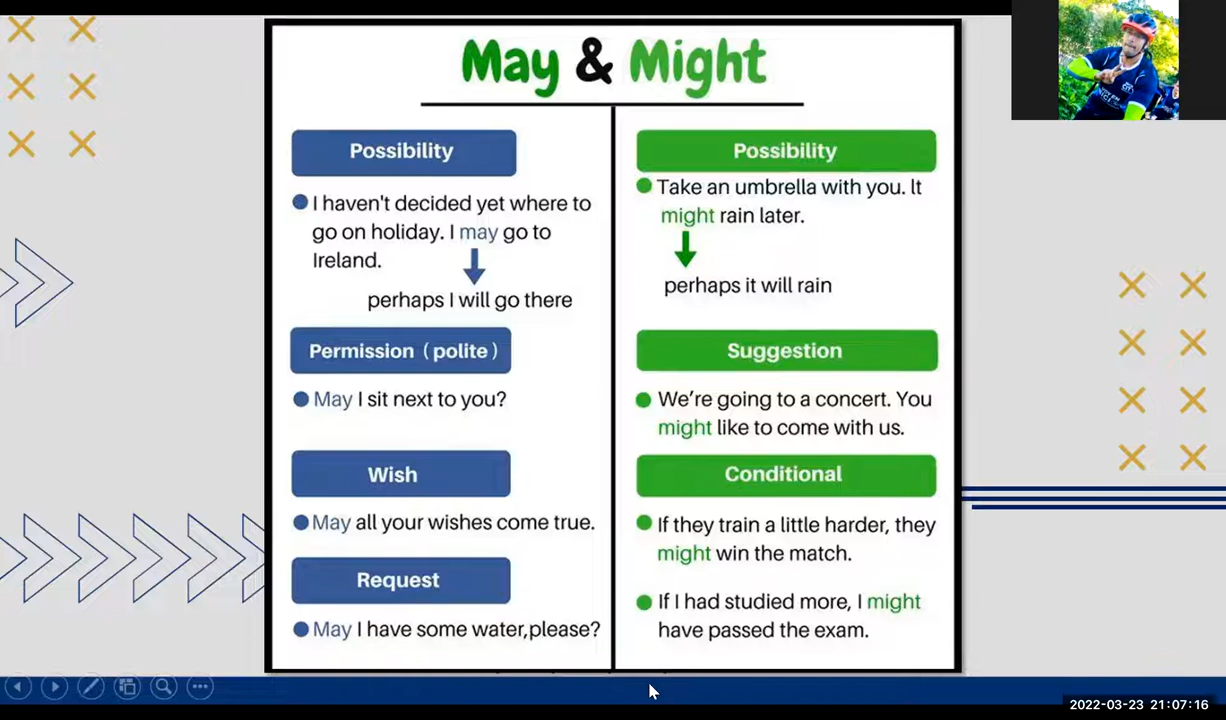 May & Might
Possibility
I haven't decided yet where to
go on holiday. I may go to
Ireland.
perhaps I will go there
Permission (polite)
May I sit next to you?
Wish
May all your wishes come true.
Request
May I have some water,please?
Possibility
Take an umbrella with you. It
might rain later.
perhaps it will rain
Suggestion
We’re going to a concert. You
might like to come with us.
Conditional
If they train a little harder, they
might win the match.
If I had studied more, I might
have passed the exam.
2022-03-23 21:07:16